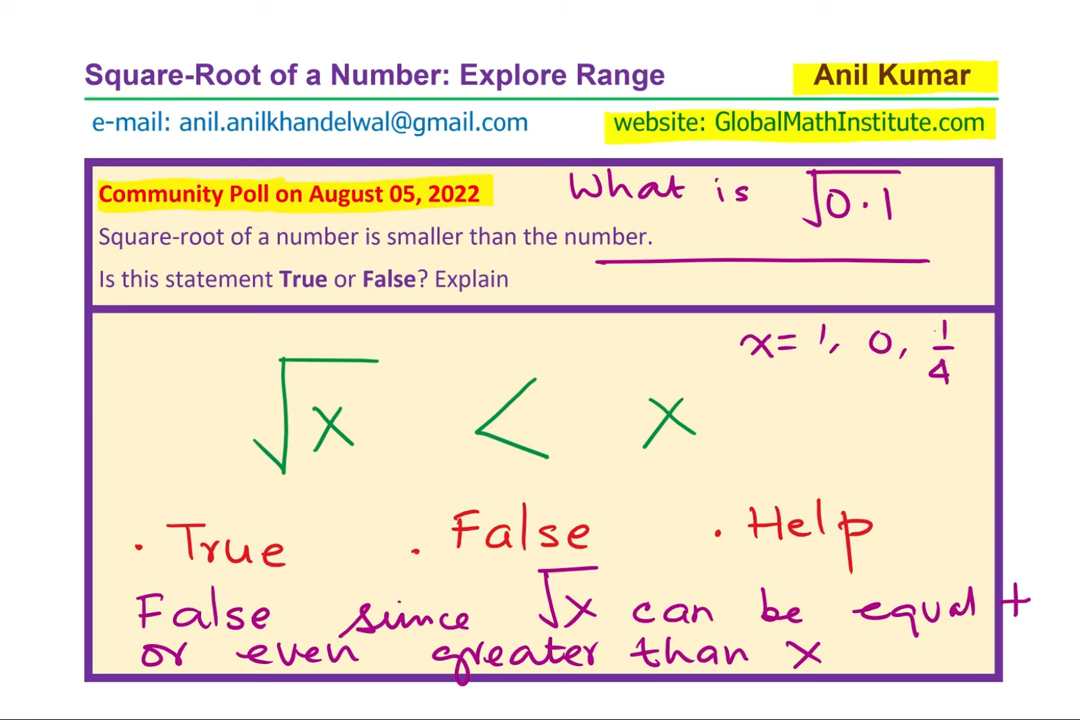 Square-Root of a Number: Explore Range Anil Kumar
e-mail: anil.anilkhandelwal@gmail.com website: GlobalMathInstitute.com
Community Poll on August 05, 2022 What is √0.1
Square-root of a number is smaller than the number.
Is this statement True or False? Explain
x = 1, 0, 1/4
√x < x
· True · False · Help
False since √x can be equal t
or even greater than x